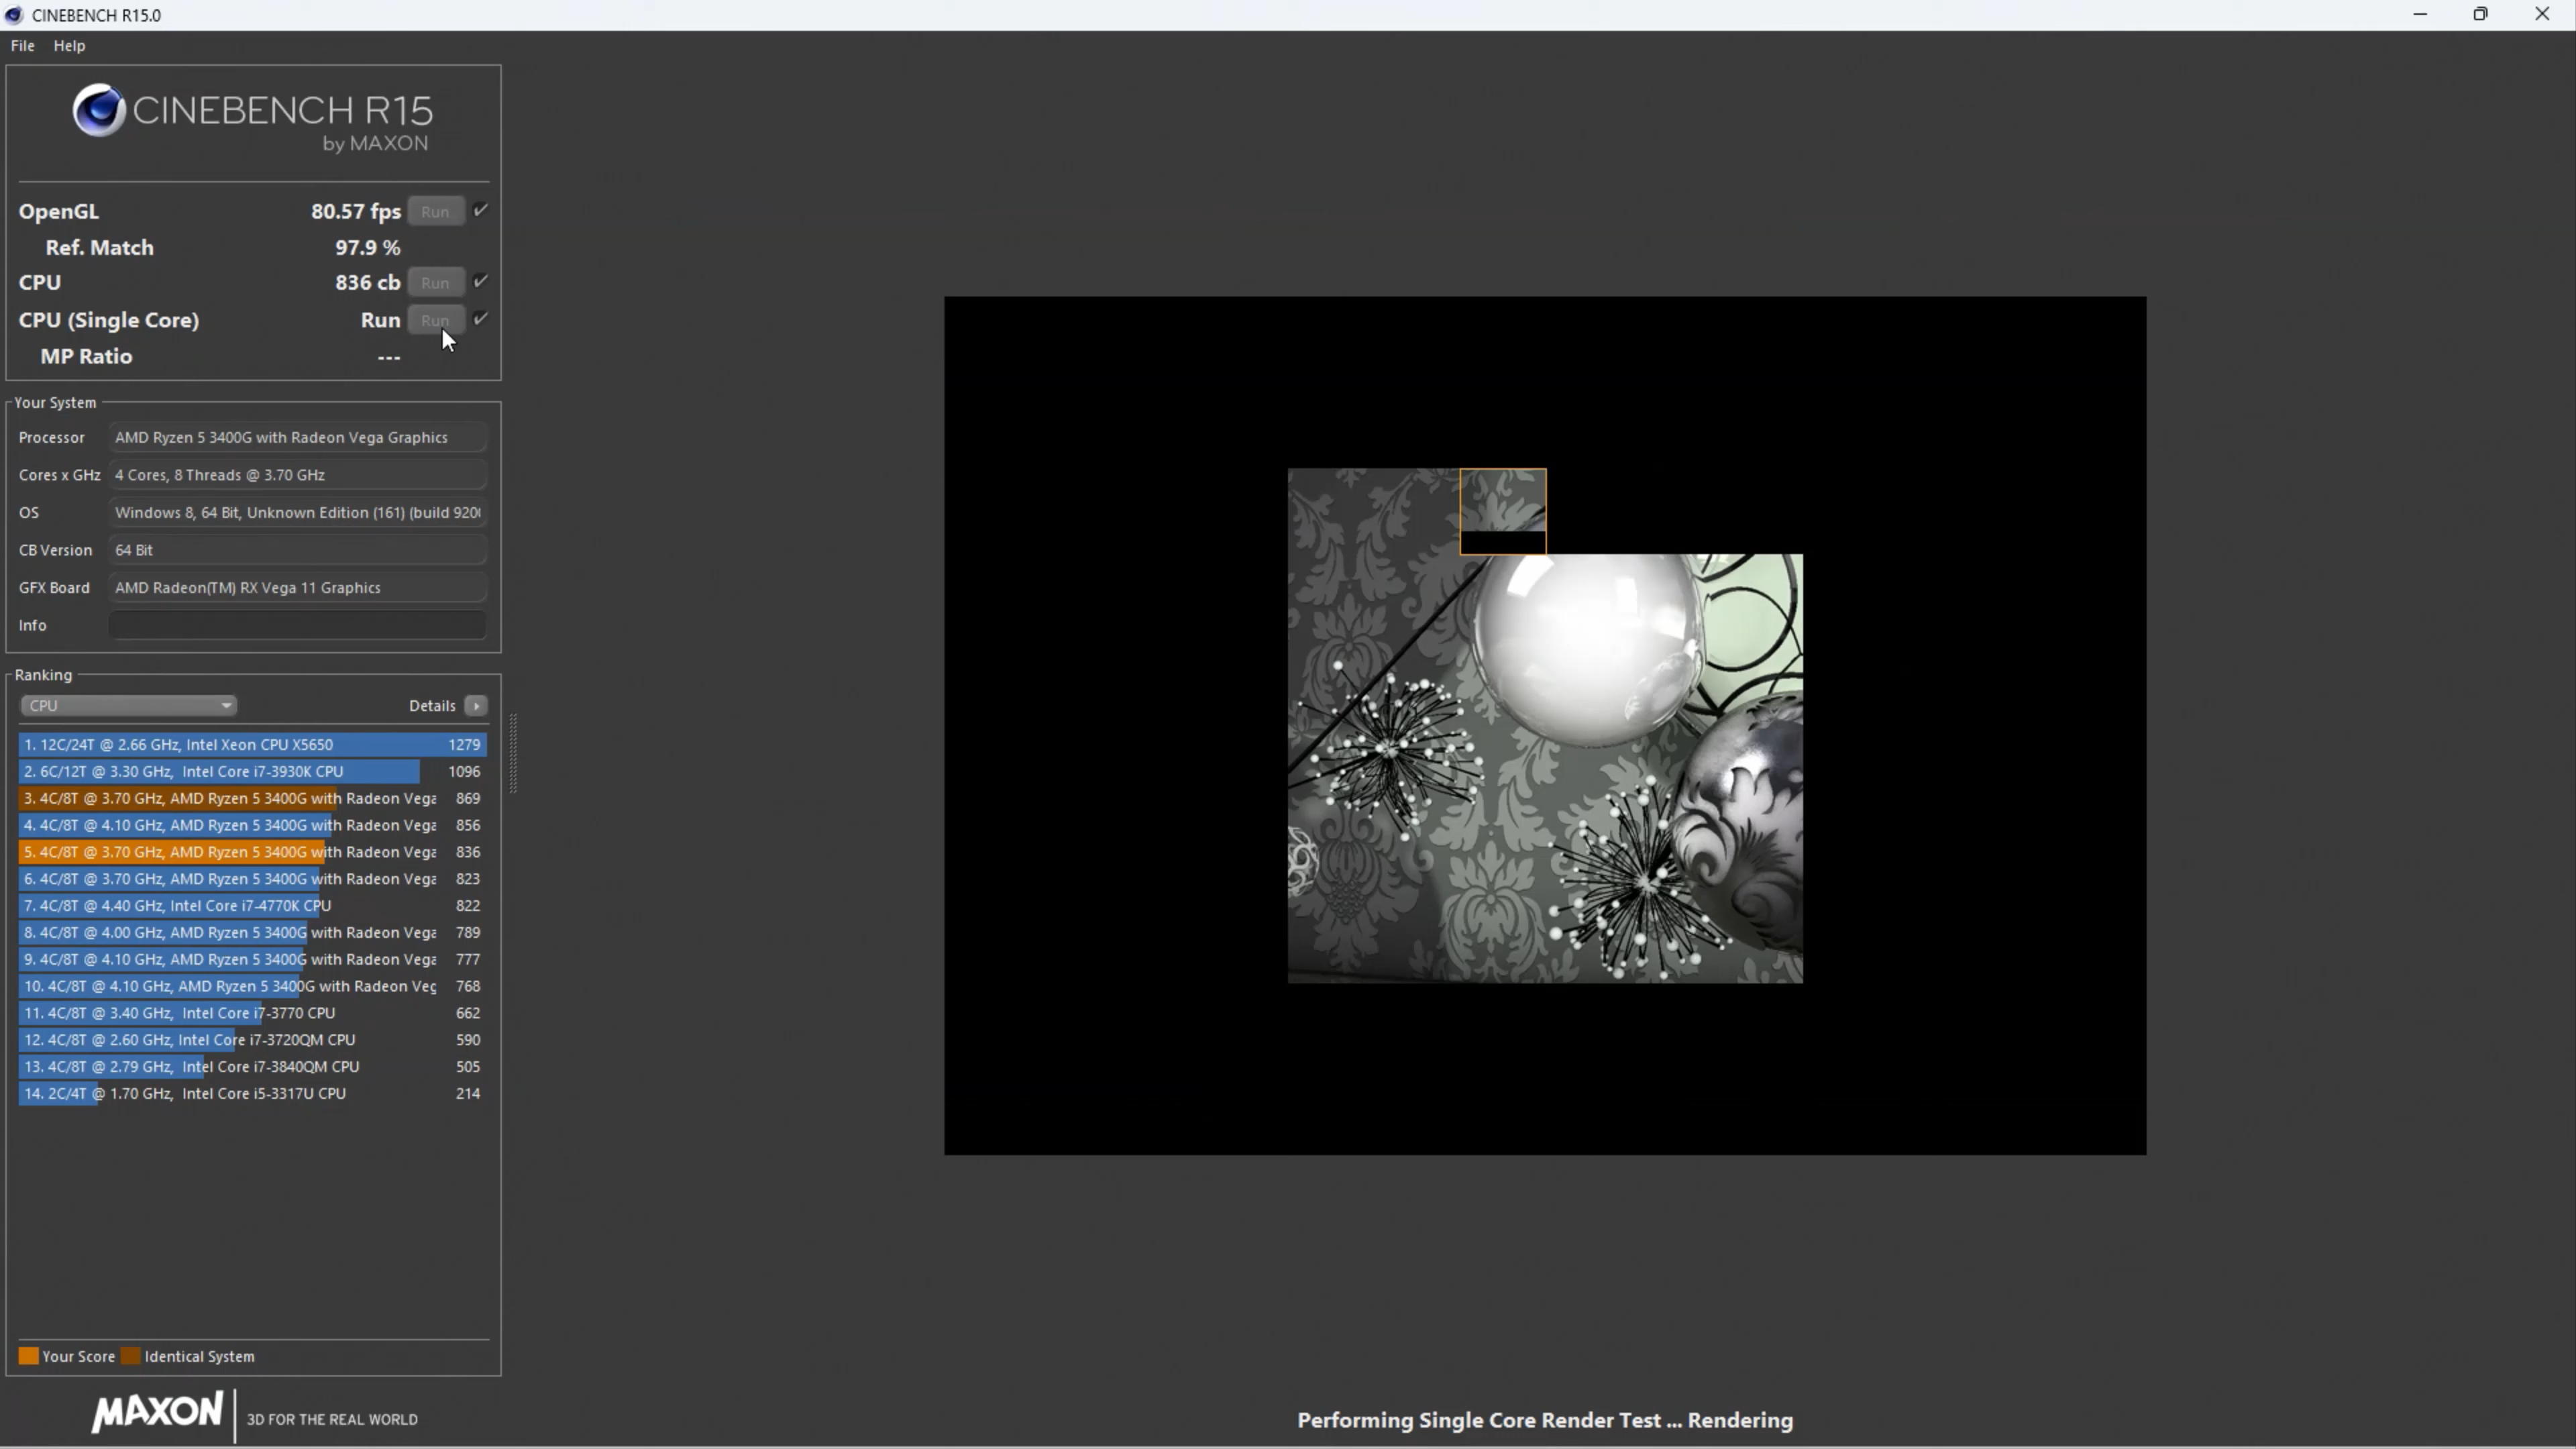 CINEBENCH R15.0
File Help
CINEBENCH R15
by MAXON
OpenGL 80.57 fps Run
Ref. Match 97.9 %
CPU 836 cb Run
CPU (Single Core) Run Run
MP Ratio ---
Your System
Processor AMD Ryzen 5 3400G with Radeon Vega Graphics
Cores x GHz 4 Cores, 8 Threads @ 3.70 GHz
OS Windows 8, 64 Bit, Unknown Edition (161) (build 920
CB Version 64 Bit
GFX Board AMD Radeon(TM) RX Vega 11 Graphics
Info
Ranking
CPU Details
1. 12C/24T @ 2.66 GHz, Intel Xeon CPU X5650 1279
2. 6C/12T @ 3.30 GHz, Intel Core i7-3930K CPU 1096
3. 4C/8T @ 3.70 GHz, AMD Ryzen 5 3400G with Radeon Vega 869
4. 4C/8T @ 4.10 GHz, AMD Ryzen 5 3400G with Radeon Vega 856
5. 4C/8T @ 3.70 GHz, AMD Ryzen 5 3400G with Radeon Vega 836
6. 4C/8T @ 3.70 GHz, AMD Ryzen 5 3400G with Radeon Vega 823
7. 4C/8T @ 4.40 GHz, Intel Core i7-4770K CPU 822
8. 4C/8T @ 4.00 GHz, AMD Ryzen 5 3400G with Radeon Vega 789
9. 4C/8T @ 4.10 GHz, AMD Ryzen 5 3400G with Radeon Vega 777
10. 4C/8T @ 4.10 GHz, AMD Ryzen 5 3400G with Radeon Veg 768
11. 4C/8T @ 3.40 GHz, Intel Core i7-3770 CPU 662
12. 4C/8T @ 2.60 GHz, Intel Core i7-3720QM CPU 590
13. 4C/8T @ 2.79 GHz, Intel Core i7-3840QM CPU 505
14. 2C/4T @ 1.70 GHz, Intel Core i5-3317U CPU 214
Your Score Identical System
MAXON 3D FOR THE REAL WORLD
Performing Single Core Render Test ... Rendering